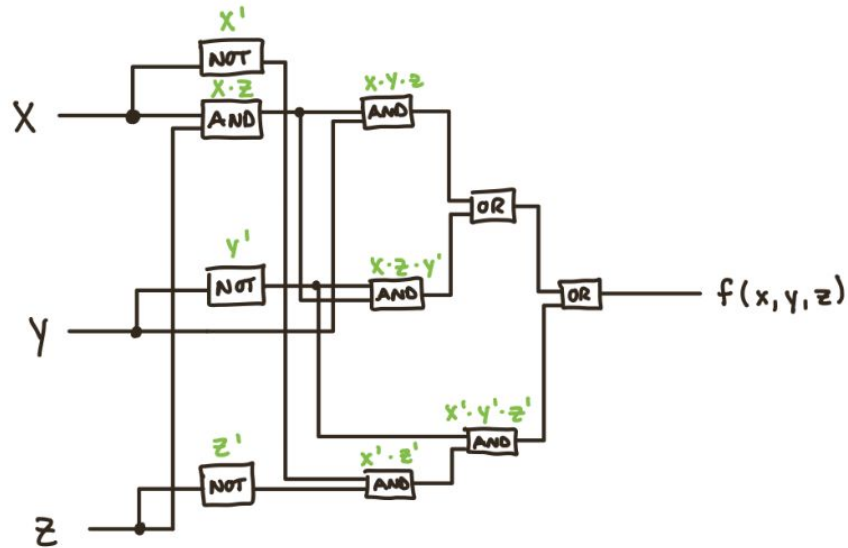 X'
NOT
X·Z
X
AND
X·Y·Z
AND
OR
Y'
NOT
X·Z·Y'
AND
OR
f(x,y,z)
Y
X'·Y'·Z'
AND
Z'
NOT
X'·Z'
AND
Z